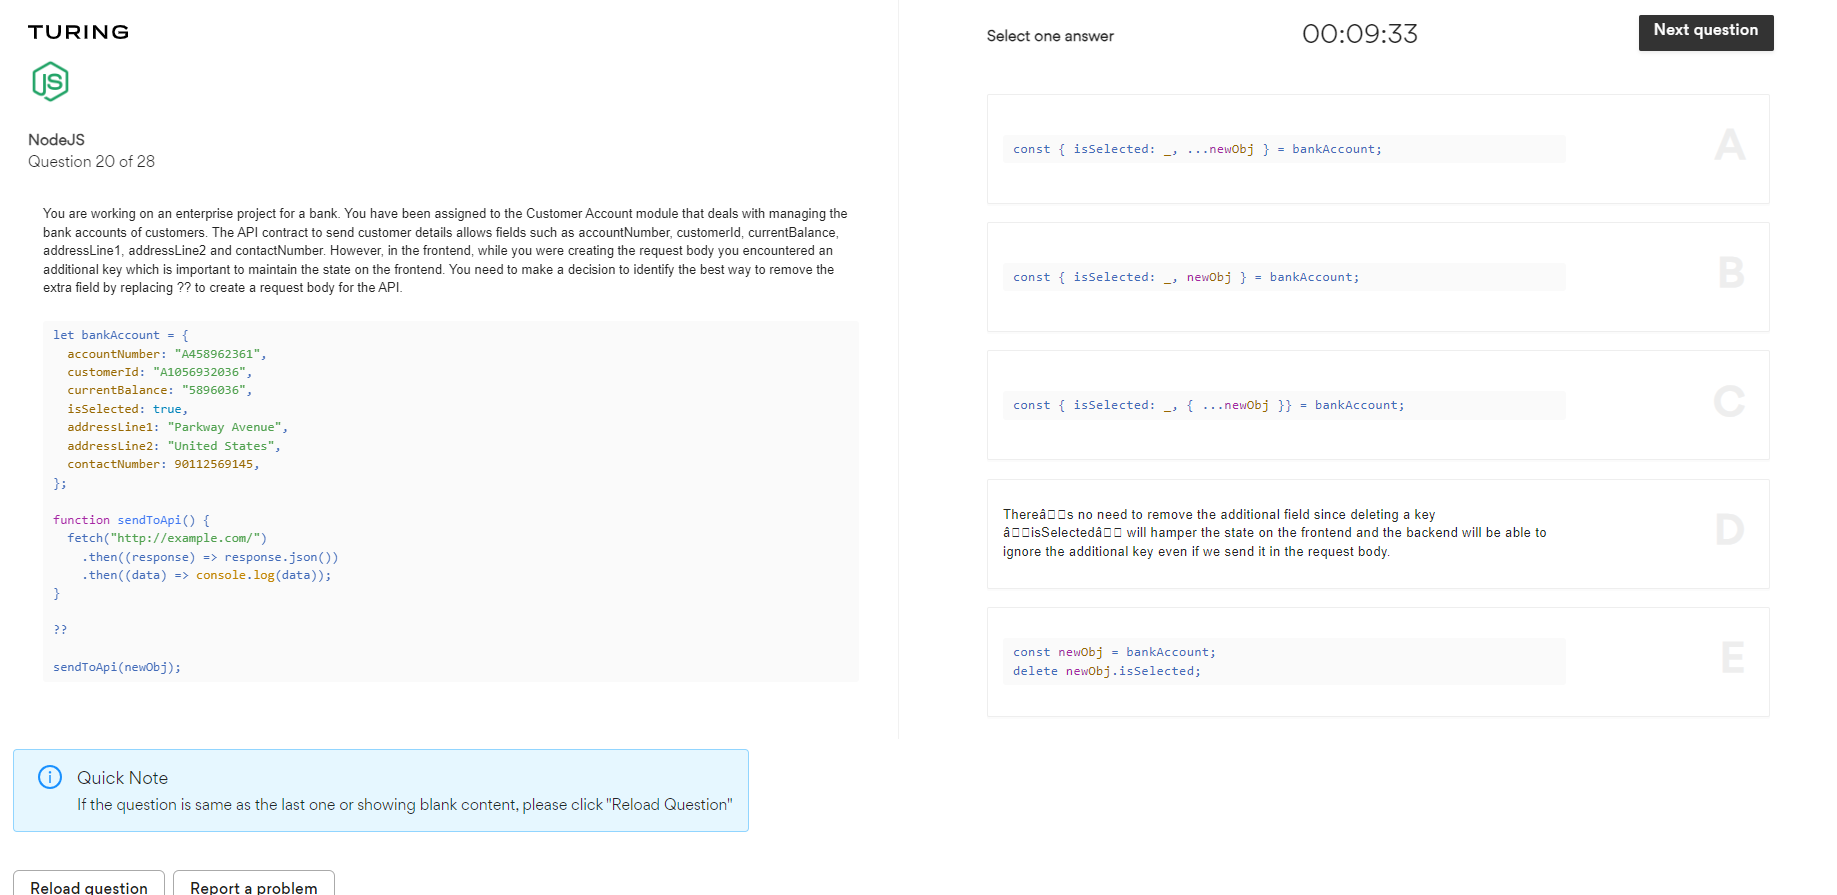 TURING
JS
NodeJS
Question 20 of 28
You are working on an enterprise project for a bank. You have been assigned to the Customer Account module that deals with managing the
bank accounts of customers. The API contract to send customer details allows fields such as accountNumber, customerId, currentBalance,
addressLine1, addressLine2 and contactNumber. However, in the frontend, while you were creating the request body you encountered an
additional key which is important to maintain the state on the frontend. You need to make a decision to identify the best way to remove the
extra field by replacing ?? to create a request body for the API.
let bankAccount = {
accountNumber: "A458962361",
customerId: "A1056932036",
currentBalance: "5896036",
isSelected: true,
addressLine1: "Parkway Avenue",
addressLine2: "United States",
contactNumber: 90112569145,
};
function sendToApi() {
fetch("http://example.com/")
.then((response) => response.json())
.then((data) => console.log(data));
}
??
sendToApi(newObj);
Quick Note
If the question is same as the last one or showing blank content, please click "Reload Question"
Reload question
Report a problem
Select one answer
00:09:33
Next question
const { isSelected: _, ...newObj } = bankAccount;
A
const { isSelected: _, newObj } = bankAccount;
B
const { isSelected: _, { ...newObj }} = bankAccount;
C
Thereâ□□s no need to remove the additional field since deleting a key
â□□isSelectedâ□□ will hamper the state on the frontend and the backend will be able to
ignore the additional key even if we send it in the request body.
D
const newObj = bankAccount;
delete newObj.isSelected;
E